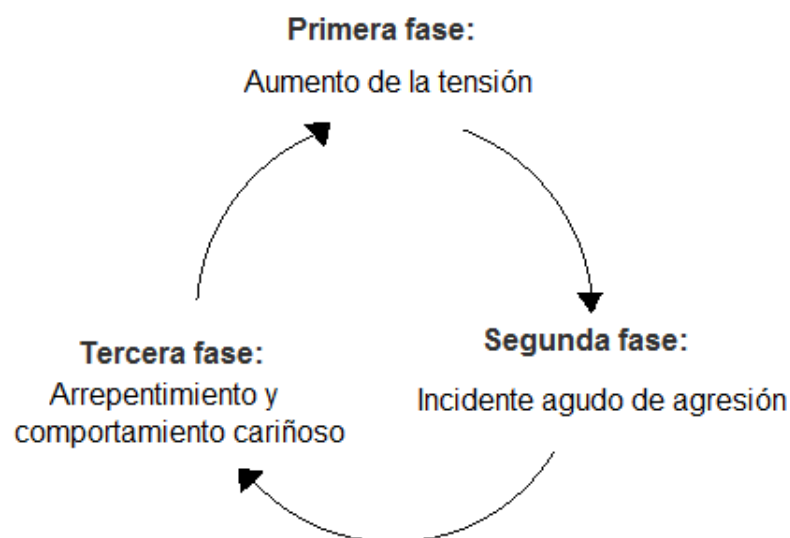 Primera fase:
Aumento de la tensión
Segunda fase:
Incidente agudo de agresión
Tercera fase:
Arrepentimiento y
comportamiento cariñoso